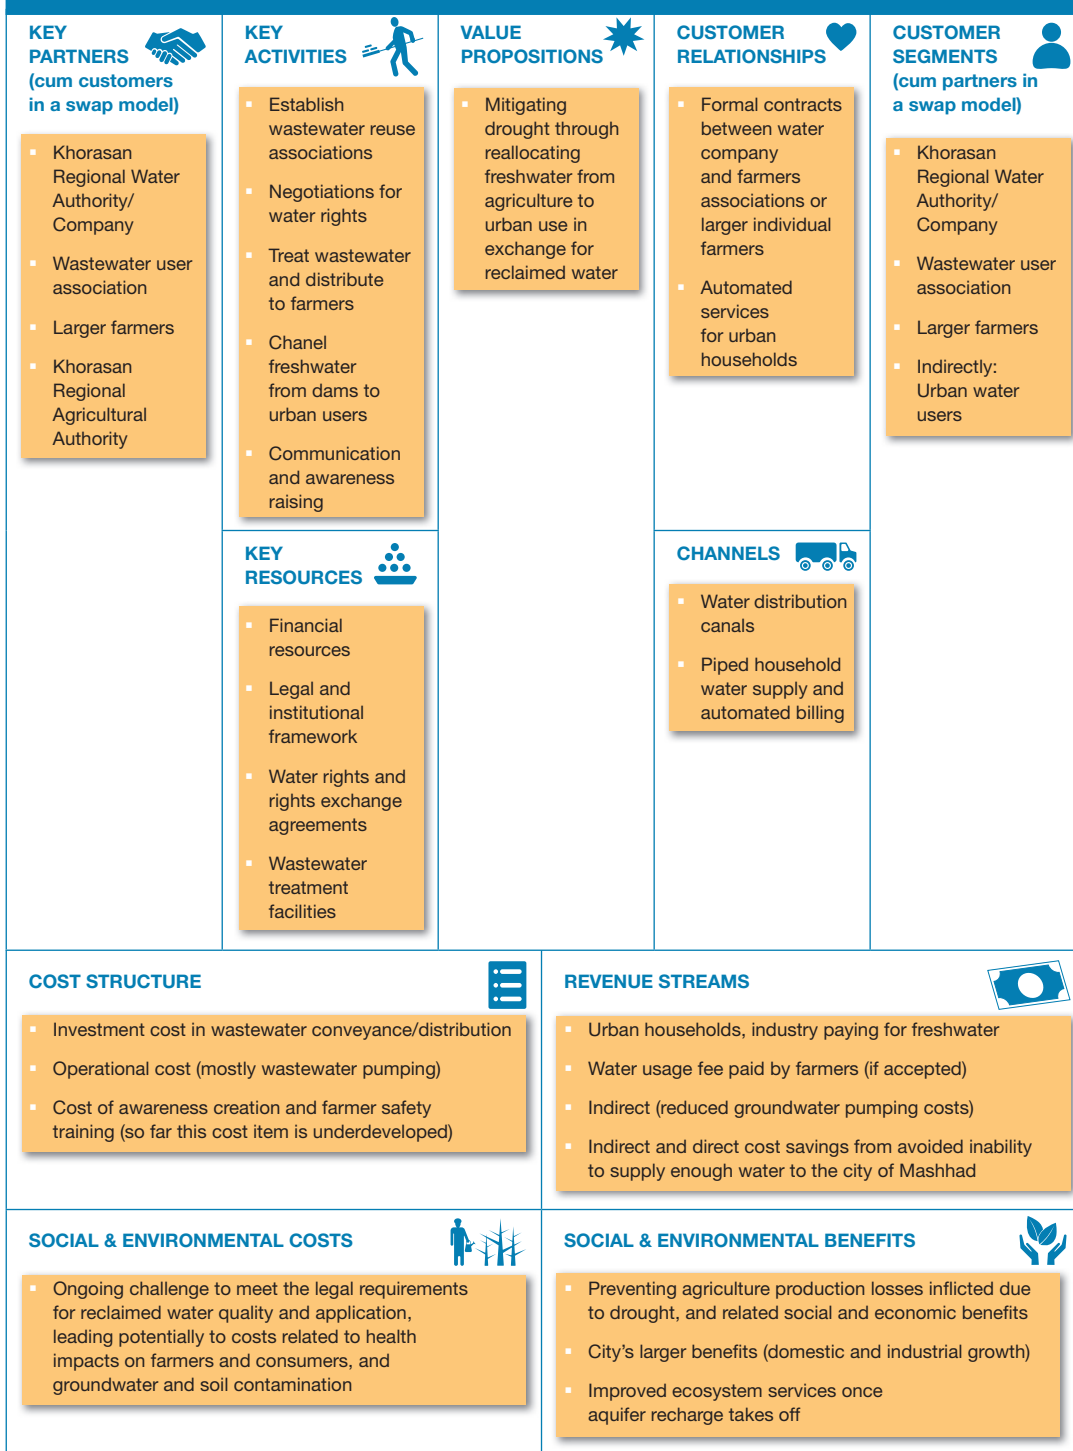 KEY
PARTNERS
(cum customers
in a swap model)
Khorasan
Regional Water
Authority/
Company
Wastewater user
association
Larger farmers
Khorasan
Regional
Agricultural
Authority
KEY
ACTIVITIES
Establish
wastewater reuse
associations
Negotiations for
water rights
Treat wastewater
and distribute
to farmers
Chanel
freshwater
from dams to
urban users
Communication
and awareness
raising
KEY
RESOURCES
Financial
resources
Legal and
institutional
framework
Water rights and
rights exchange
agreements
Wastewater
treatment
facilities
VALUE
PROPOSITIONS
Mitigating
drought through
reallocating
freshwater from
agriculture to
urban use in
exchange for
reclaimed water
CUSTOMER
RELATIONSHIPS
Formal contracts
between water
company
and farmers
associations or
larger individual
farmers
Automated
services
for urban
households
CHANNELS
Water distribution
canals
Piped household
water supply and
automated billing
CUSTOMER
SEGMENTS
(cum partners in
a swap model)
Khorasan
Regional Water
Authority/
Company
Wastewater user
association
Larger farmers
Indirectly:
Urban water
users
COST STRUCTURE
Investment cost in wastewater conveyance/distribution
Operational cost (mostly wastewater pumping)
Cost of awareness creation and farmer safety
training (so far this cost item is underdeveloped)
REVENUE STREAMS
Urban households, industry paying for freshwater
Water usage fee paid by farmers (if accepted)
Indirect (reduced groundwater pumping costs)
Indirect and direct cost savings from avoided inability
to supply enough water to the city of Mashhad
SOCIAL & ENVIRONMENTAL COSTS
Ongoing challenge to meet the legal requirements
for reclaimed water quality and application,
leading potentially to costs related to health
impacts on farmers and consumers, and
groundwater and soil contamination
SOCIAL & ENVIRONMENTAL BENEFITS
Preventing agriculture production losses inflicted due
to drought, and related social and economic benefits
City's larger benefits (domestic and industrial growth)
Improved ecosystem services once
aquifer recharge takes off